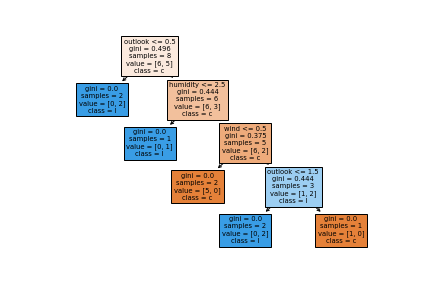 outlook <= 0.5
gini = 0.496
samples = 8
value = [6, 5]
class = c
gini = 0.0
samples = 2
value = [0, 2]
class = l
humidity <= 2.5
gini = 0.444
samples = 6
value = [6, 3]
class = c
gini = 0.0
samples = 1
value = [0, 1]
class = l
wind <= 0.5
gini = 0.375
samples = 5
value = [6, 2]
class = c
gini = 0.0
samples = 2
value = [5, 0]
class = c
outlook <= 1.5
gini = 0.444
samples = 3
value = [1, 2]
class = l
gini = 0.0
samples = 2
value = [0, 2]
class = l
gini = 0.0
samples = 1
value = [1, 0]
class = c